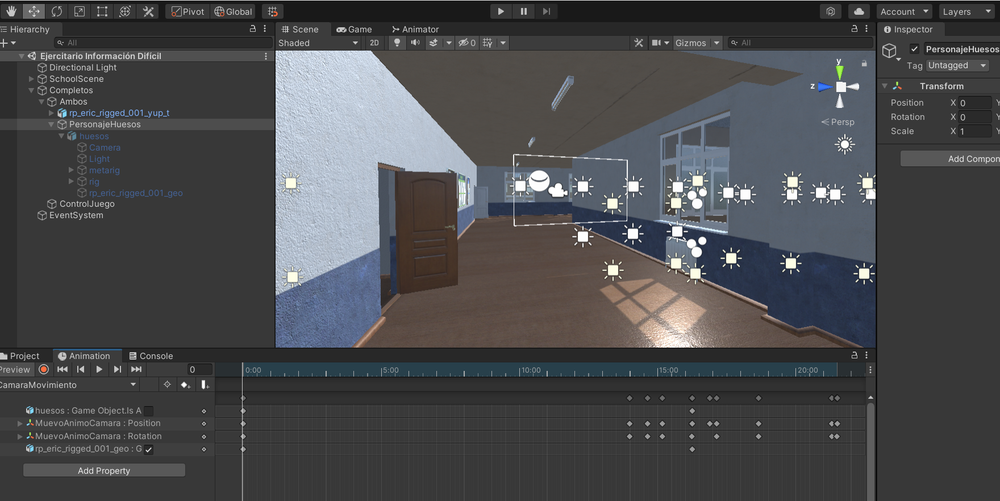 Pivot Global Account Layers
Hierarchy
All
Ejercitario Información Difícil
Directional Light
SchoolScene
Completos
Ambos
rp_eric_rigged_001_yup_t
PersonajeHuesos
huesos
Camera
Light
metarig
rig
rp_eric_rigged_001_geo
ControlJuego
EventSystem
Scene Game Animator
Shaded 2D 0 Gizmos All
y
z
Persp
Inspector
PersonajeHuesos
Tag Untagged
Transform
Position X 0 Y
Rotation X 0 Y
Scale X 1 Y
Add Compon
Project Animation Console
Preview 0 0:00 5:00 10:00 15:00 20:00
CamaraMovimiento
huesos : Game Object.Is A
MuevoAnimoCamara : Position
MuevoAnimoCamara : Rotation
rp_eric_rigged_001_geo : G
Add Property